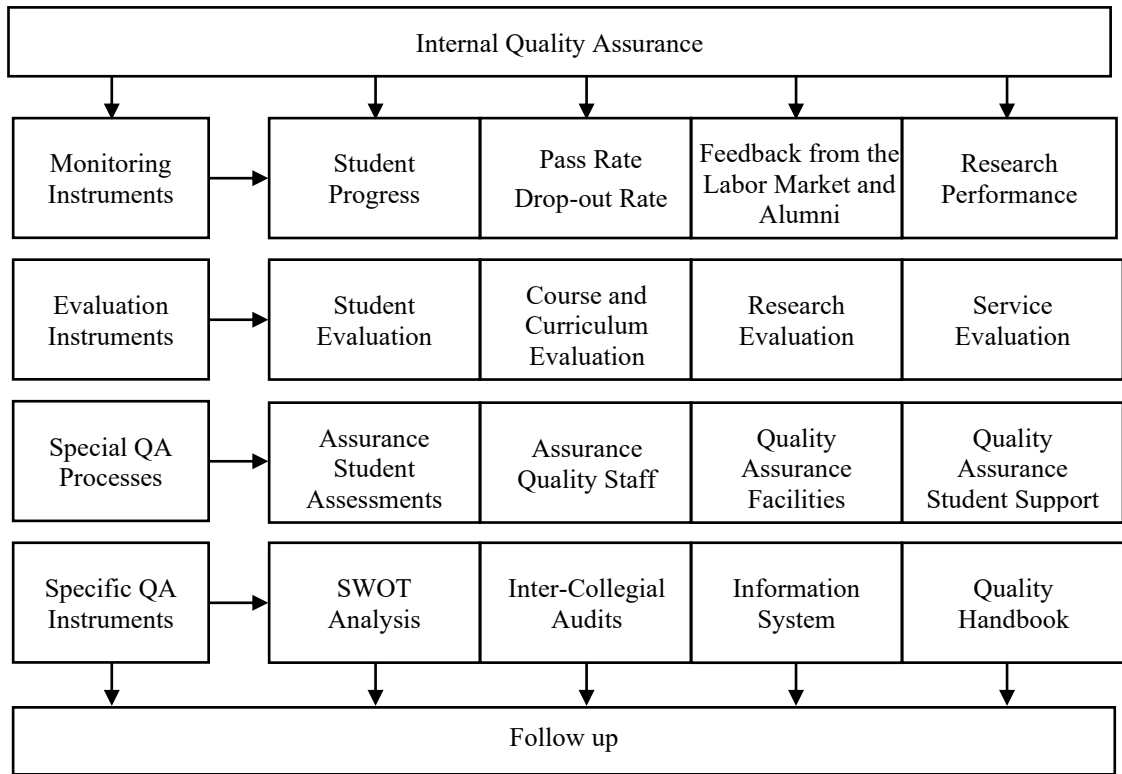 Internal Quality Assurance
Monitoring
Instruments
Student
Progress
Pass Rate
Drop-out Rate
Feedback from the
Labor Market and
Alumni
Research
Performance
Evaluation
Instruments
Student
Evaluation
Course and
Curriculum
Evaluation
Research
Evaluation
Service
Evaluation
Special QA
Processes
Assurance
Student
Assessments
Assurance
Quality Staff
Quality
Assurance
Facilities
Quality
Assurance
Student Support
Specific QA
Instruments
SWOT
Analysis
Inter-Collegial
Audits
Information
System
Quality
Handbook
Follow up